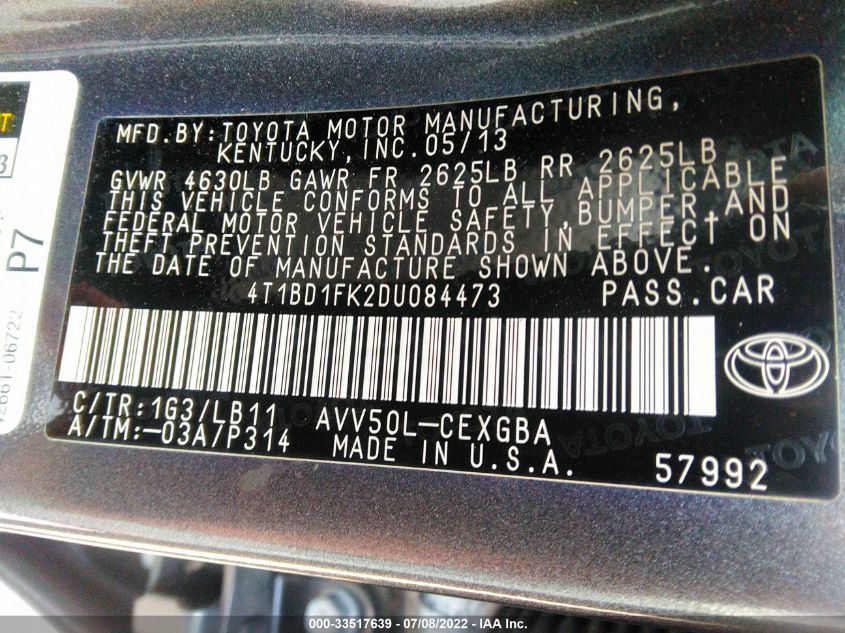 MFD.BY:TOYOTA MOTOR MANUFACTURING,
KENTUCKY,INC.05/13
GVWR 4630LB GAWR FR 2625LB RR 2625LB
THIS VEHICLE CONFORMS TO ALL APPLICABLE
FEDERAL MOTOR VEHICLE SAFETY,BUMPER,AND
THEFT PREVENTION STANDARDS IN EFFECT ON
THE DATE OF MANUFACTURE SHOWN ABOVE.
4T1BD1FK2DU084473 PASS.CAR
C/TR:1G3/LB11 AVV50L-CEXGBA
A/TM:-03A/P314 MADE IN U.S.A.
57992
P7
42661-06722
TOYOTA
000-33517639 - 07/08/2022 - IAA Inc.